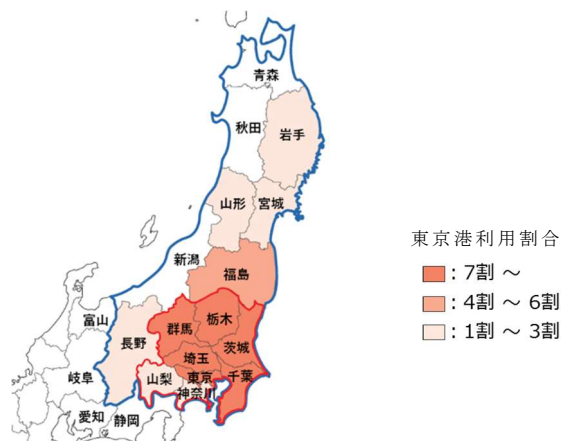 青森
秋田
岩手
山形
宮城
新潟
福島
富山
群馬
栃木
長野
茨城
埼玉
岐阜
山梨
東京
千葉
神奈川
愛知
静岡
東京港利用割合
：7割 ～
：4割 ～ 6割
：1割 ～ 3割